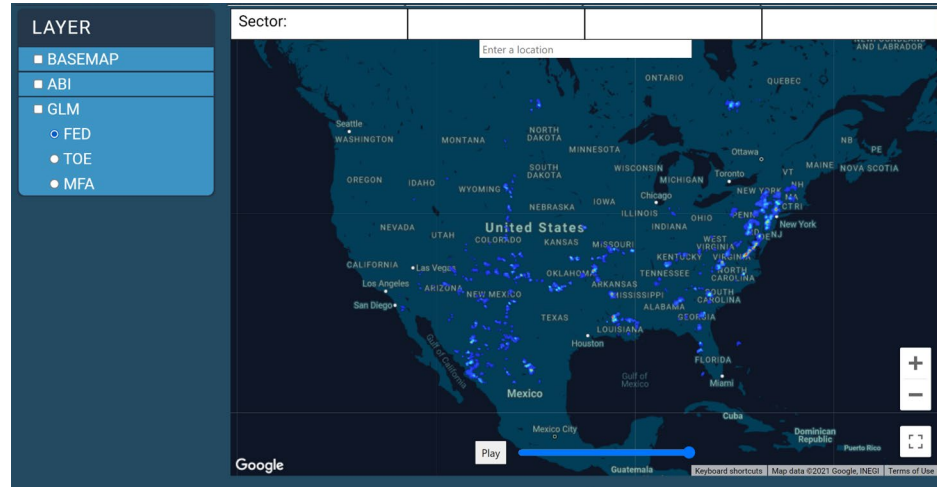 LAYER
BASEMAP
ABI
GLM
FED
TOE
MFA
Sector:
Enter a location
AND LABRADOR
ONTARIO
QUEBEC
Seattle
WASHINGTON
MONTANA
NORTH
DAKOTA
MINNESOTA
Ottawa
NB
PE
MAINE
NOVA SCOTIA
OREGON
IDAHO
WYOMING
SOUTH
DAKOTA
WISCONSIN
MICHIGAN
Toronto
VT
NH
NEW YORK
MA
CT RI
Chicago
IOWA
NEBRASKA
ILLINOIS
INDIANA
OHIO
PENN
New York
NEVADA
UTAH
United States
COLORADO
KANSAS
MISSOURI
WEST
VIRGINIA
DE
NJ
KENTUCKY
VIRGINIA
CALIFORNIA
Las Vegas
OKLAHOMA
TENNESSEE
NORTH
CAROLINA
Los Angeles
ARIZONA
NEW MEXICO
ARKANSAS
MISSISSIPPI
SOUTH
CAROLINA
San Diego
TEXAS
ALABAMA
GEORGIA
LOUISIANA
Houston
Gulf of
California
FLORIDA
Gulf of
Mexico
Miami
Mexico
Cuba
Mexico City
Dominican
Republic
Puerto Rico
Play
Guatemala
Google
Keyboard shortcuts
Map data ©2021 Google, INEGI
Terms of Use